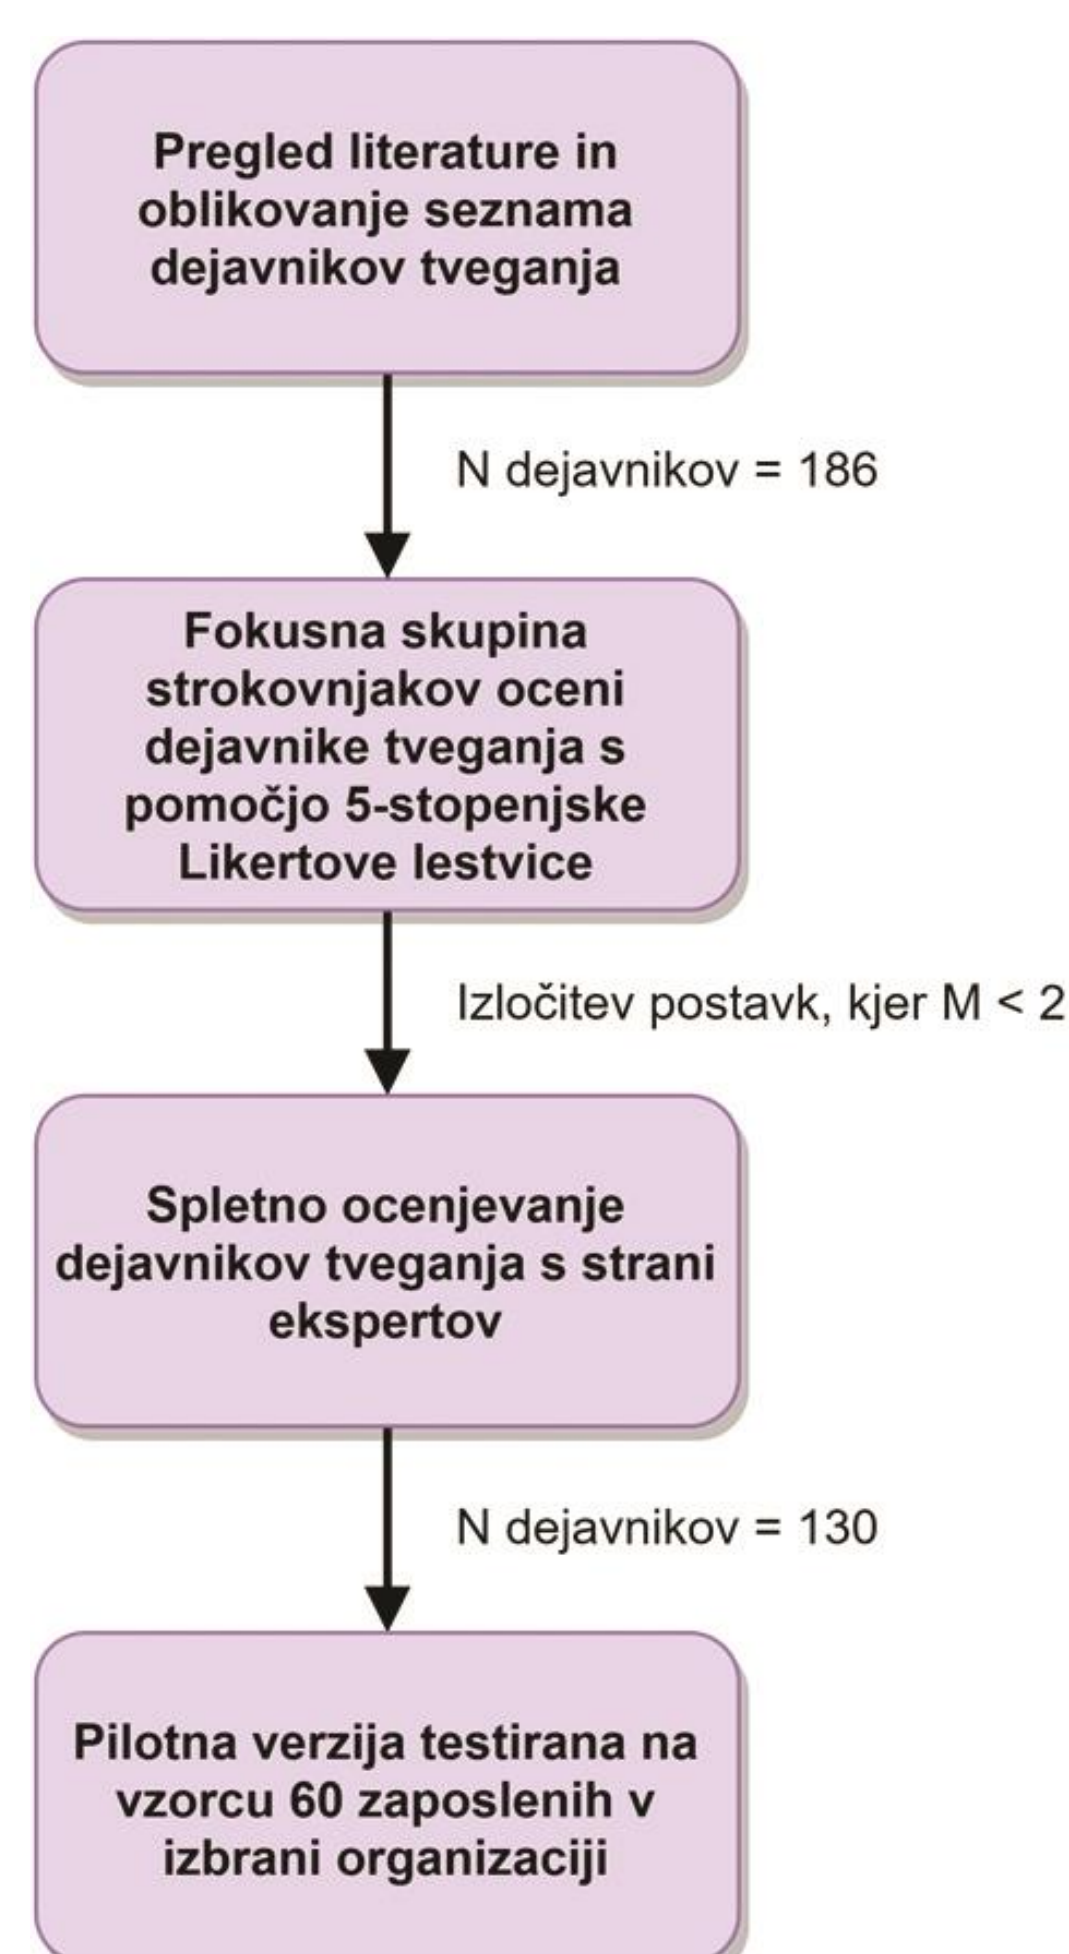 Pregled literature in
oblikovanje seznama
dejavnikov tveganja
N dejavnikov = 186
Fokusna skupina
strokovnjakov oceni
dejavnike tveganja s
pomočjo 5-stopenjske
Likertove lestvice
Izločitev postavk, kjer M < 2
Spletno ocenjevanje
dejavnikov tveganja s strani
ekspertov
N dejavnikov = 130
Pilotna verzija testirana na
vzorcu 60 zaposlenih v
izbrani organizaciji